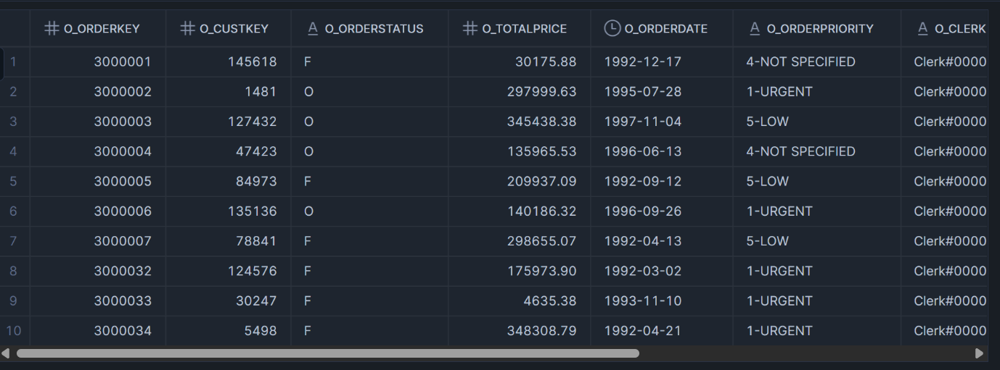 O_ORDERKEY O_CUSTKEY O_ORDERSTATUS O_TOTALPRICE O_ORDERDATE O_ORDERPRIORITY O_CLERK
1 3000001 145618 F 30175.88 1992-12-17 4-NOT SPECIFIED Clerk#0000
2 3000002 1481 O 297999.63 1995-07-28 1-URGENT Clerk#0000
3 3000003 127432 O 345438.38 1997-11-04 5-LOW Clerk#0000
4 3000004 47423 O 135965.53 1996-06-13 4-NOT SPECIFIED Clerk#0000
5 3000005 84973 F 209937.09 1992-09-12 5-LOW Clerk#0000
6 3000006 135136 O 140186.32 1996-09-26 1-URGENT Clerk#0000
7 3000007 78841 F 298655.07 1992-04-13 5-LOW Clerk#0000
8 3000032 124576 F 175973.90 1992-03-02 1-URGENT Clerk#0000
9 3000033 30247 F 4635.38 1993-11-10 1-URGENT Clerk#0000
10 3000034 5498 F 348308.79 1992-04-21 1-URGENT Clerk#0000